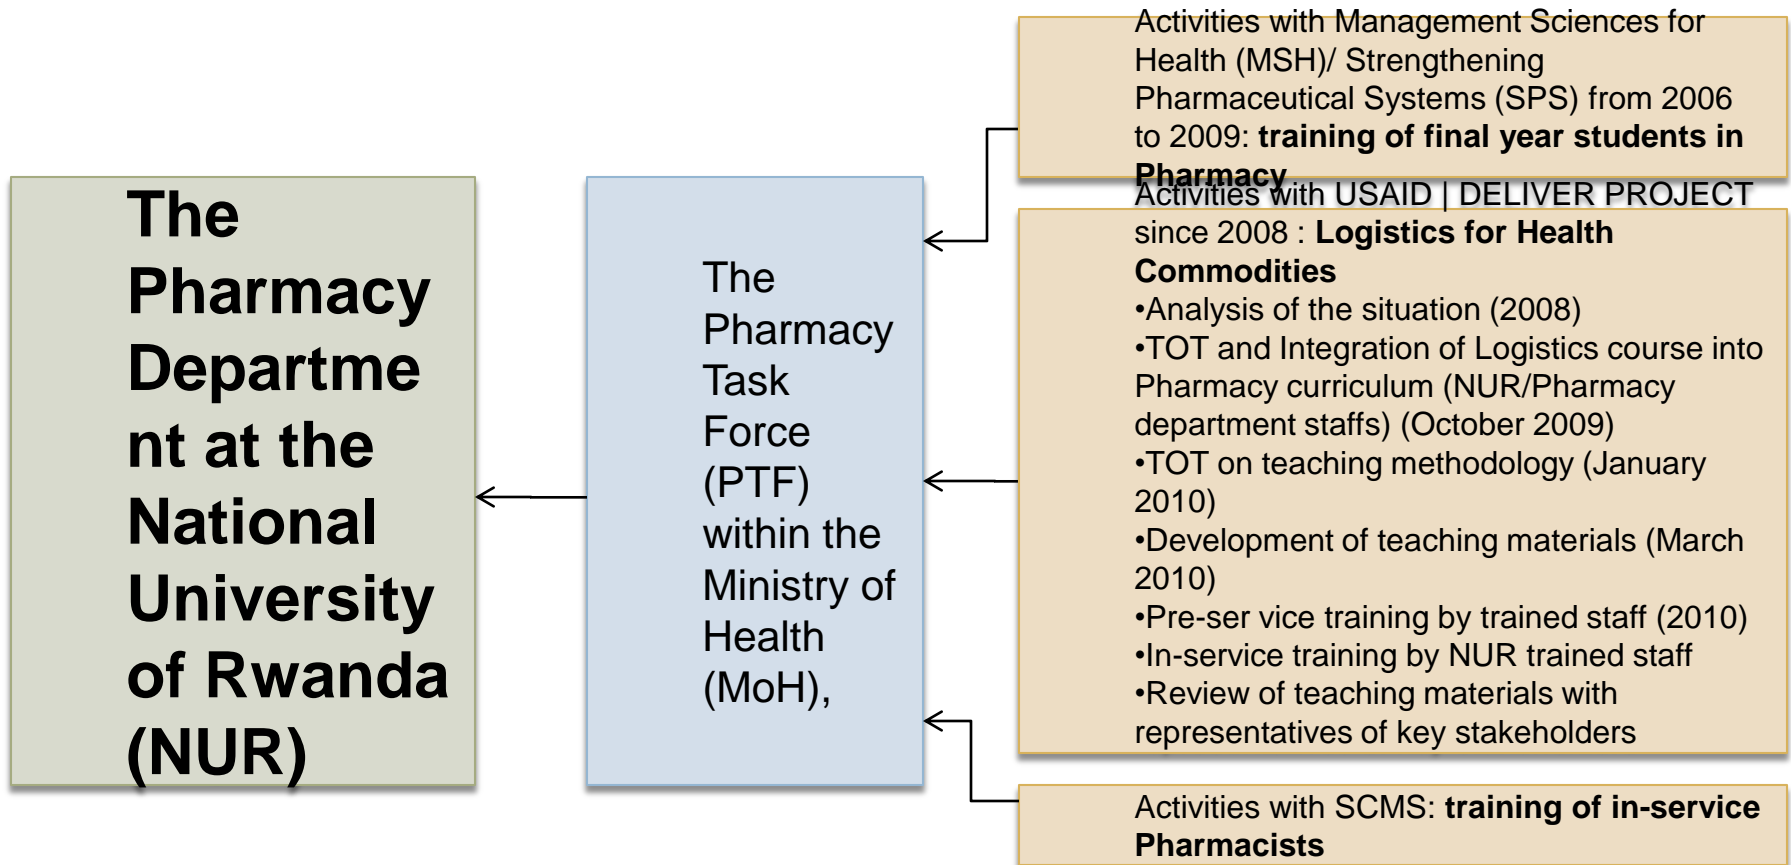 The
Pharmacy
Departme
nt at the
National
University
of Rwanda
(NUR)
The
Pharmacy
Task
Force
(PTF)
within the
Ministry of
Health
(MoH),
Activities with Management Sciences for
Health (MSH)/ Strengthening
Pharmaceutical Systems (SPS) from 2006
to 2009: training of final year students in
Pharmacy
Activities with USAID | DELIVER PROJECT
since 2008 : Logistics for Health
Commodities
•Analysis of the situation (2008)
•TOT and Integration of Logistics course into
Pharmacy curriculum (NUR/Pharmacy
department staffs) (October 2009)
•TOT on teaching methodology (January
2010)
•Development of teaching materials (March
2010)
•Pre-ser vice training by trained staff (2010)
•In-service training by NUR trained staff
•Review of teaching materials with
representatives of key stakeholders
Activities with SCMS: training of in-service
Pharmacists